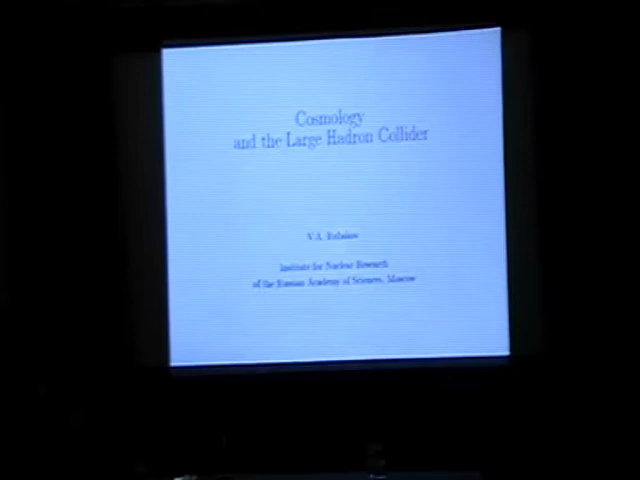 Cosmology
and the Large Hadron Collider
V.A. Rubakov
Institute for Nuclear Research
of the Russian Academy of Sciences, Moscow